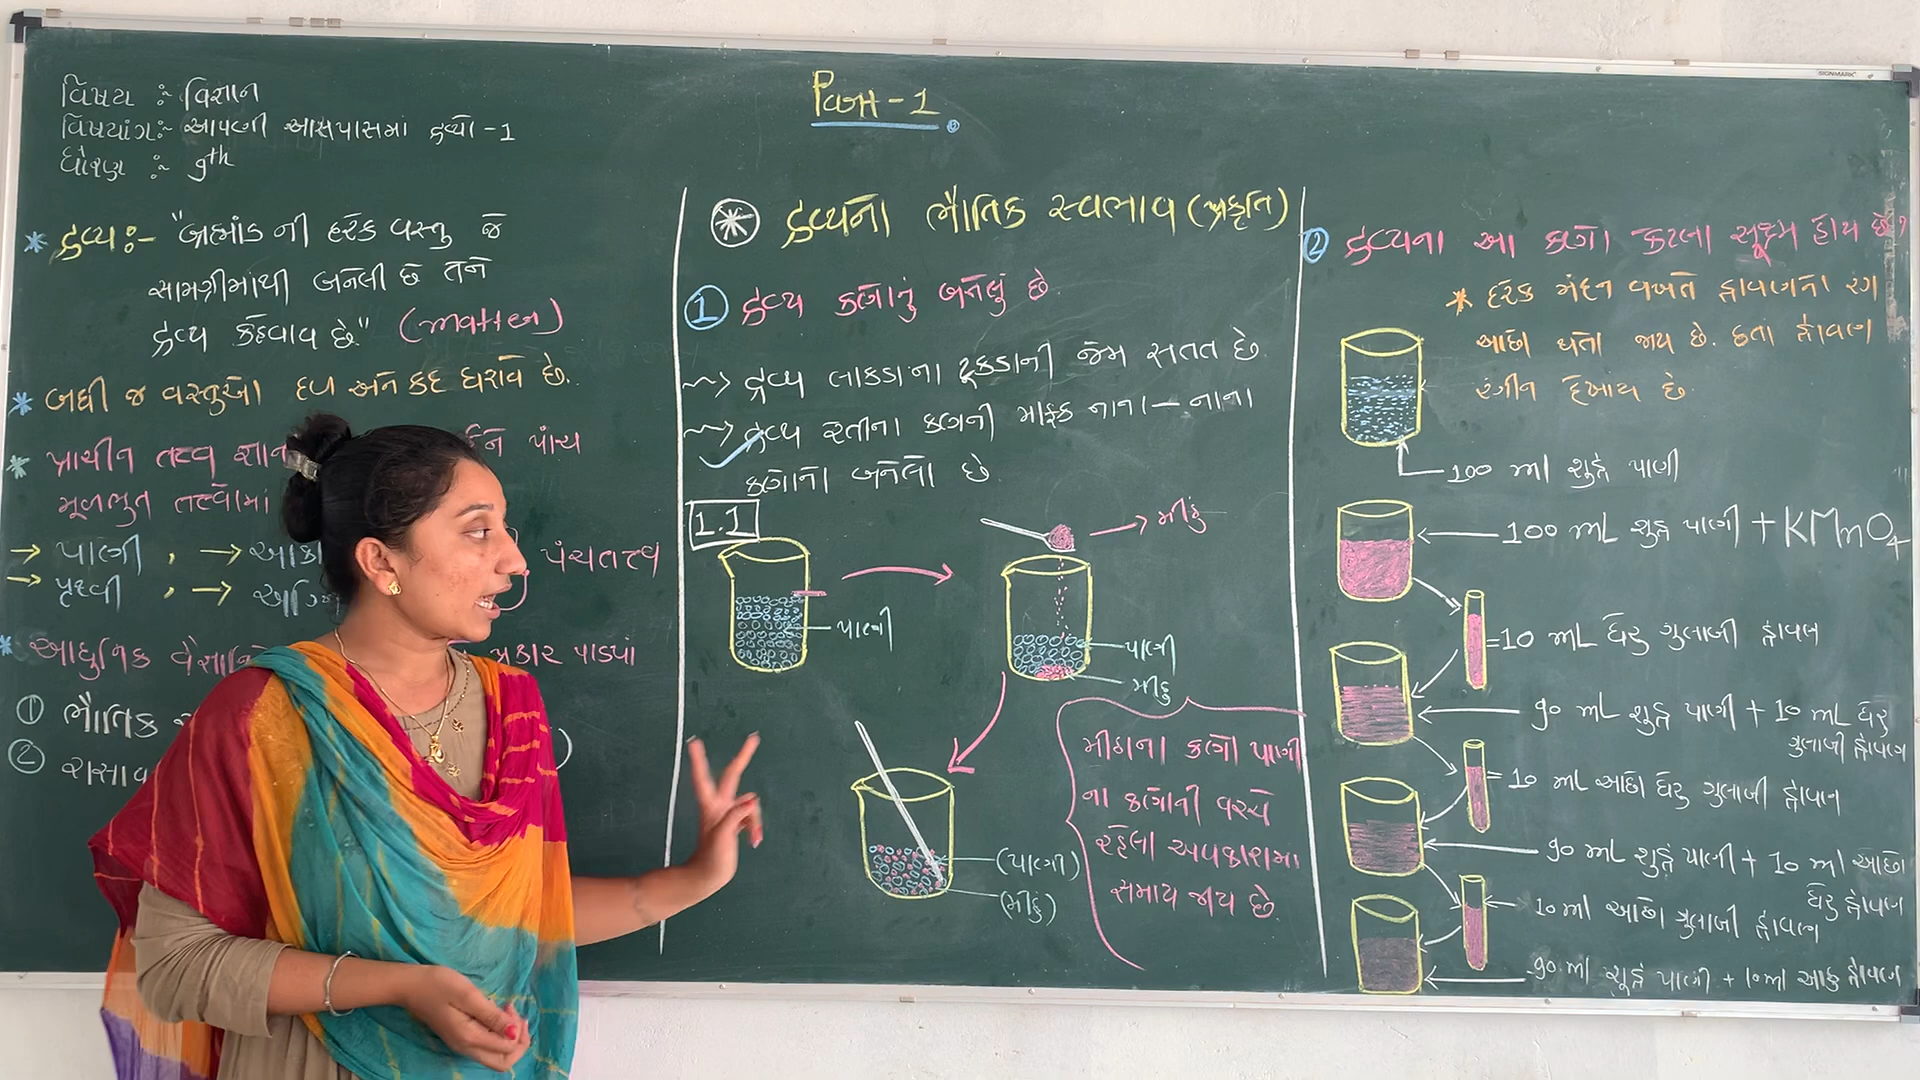 SIGNMARK
વિષય : વિજ્ઞાન
વિષયાંગ:- આપણી આસપાસમાં દ્રવ્યો -1
ધોરણ :- 9th
Part - 1
* દ્રવ્ય:- "બ્રહ્માંડ ની દરેક વસ્તુ જે
સામગ્રીમાંથી બનેલી છે તેને
દ્રવ્ય કહેવાય છે" (matter)
* બધી જ વસ્તુઓ દળ અને કદ ધરાવે છે.
* પ્રાચીન તત્વ પાંચ
મૂળભુત તત્વોમાં
→ પાણી , → પંચતત્વ
→ પૃથ્વી , →
* આધુનિક પ્રકાર પાડયાં
① ભૌતિક
②
* દ્રવ્યનો ભૌતિક સ્વભાવ (પ્રકૃતિ)
① દ્રવ્ય કણોનું બનેલું છે
~> દ્રવ્ય લાકડાના ટૂકડાની જેમ સતત છે.
~> દ્રવ્ય રેતીના કણની માફક નાના - નાના
કણોનો બનેલો છે
1.1
મીઠું
પાણી
પાણી
મીઠું
(પાણી)
(મીઠું)
મીઠાના કણો પાણી
ના કણોની વચ્ચે
રહેલા અવકાશમાં
સમાય જાય છે.
② દ્રવ્યના આ કણો કેટલા સૂક્ષ્મ હોય છે?
* દરેક મંદન વખતે દ્રાવણનો રંગ
આછો થતો જાય છે. છતા દ્રાવણ
રંગીન દેખાય છે.
100 ml શુદ્ધ પાણી
100 mL શુદ્ધ પાણી + KMnO4
= 10 mL ઘેરુ ગુલાબી દ્રાવણ
90 mL શુદ્ધ પાણી + 10 mL ઘેરુ
ગુલાબી દ્રાવણ
= 10 mL આછો ઘેરુ ગુલાબી દ્રાવણ
90 mL શુદ્ધ પાણી + 10 ml આછો
ઘેરુ દ્રાવણ
10 ml આછો ગુલાબી દ્રાવણ
90 ml શુદ્ધ પાણી + 10 ml દ્રાવણ